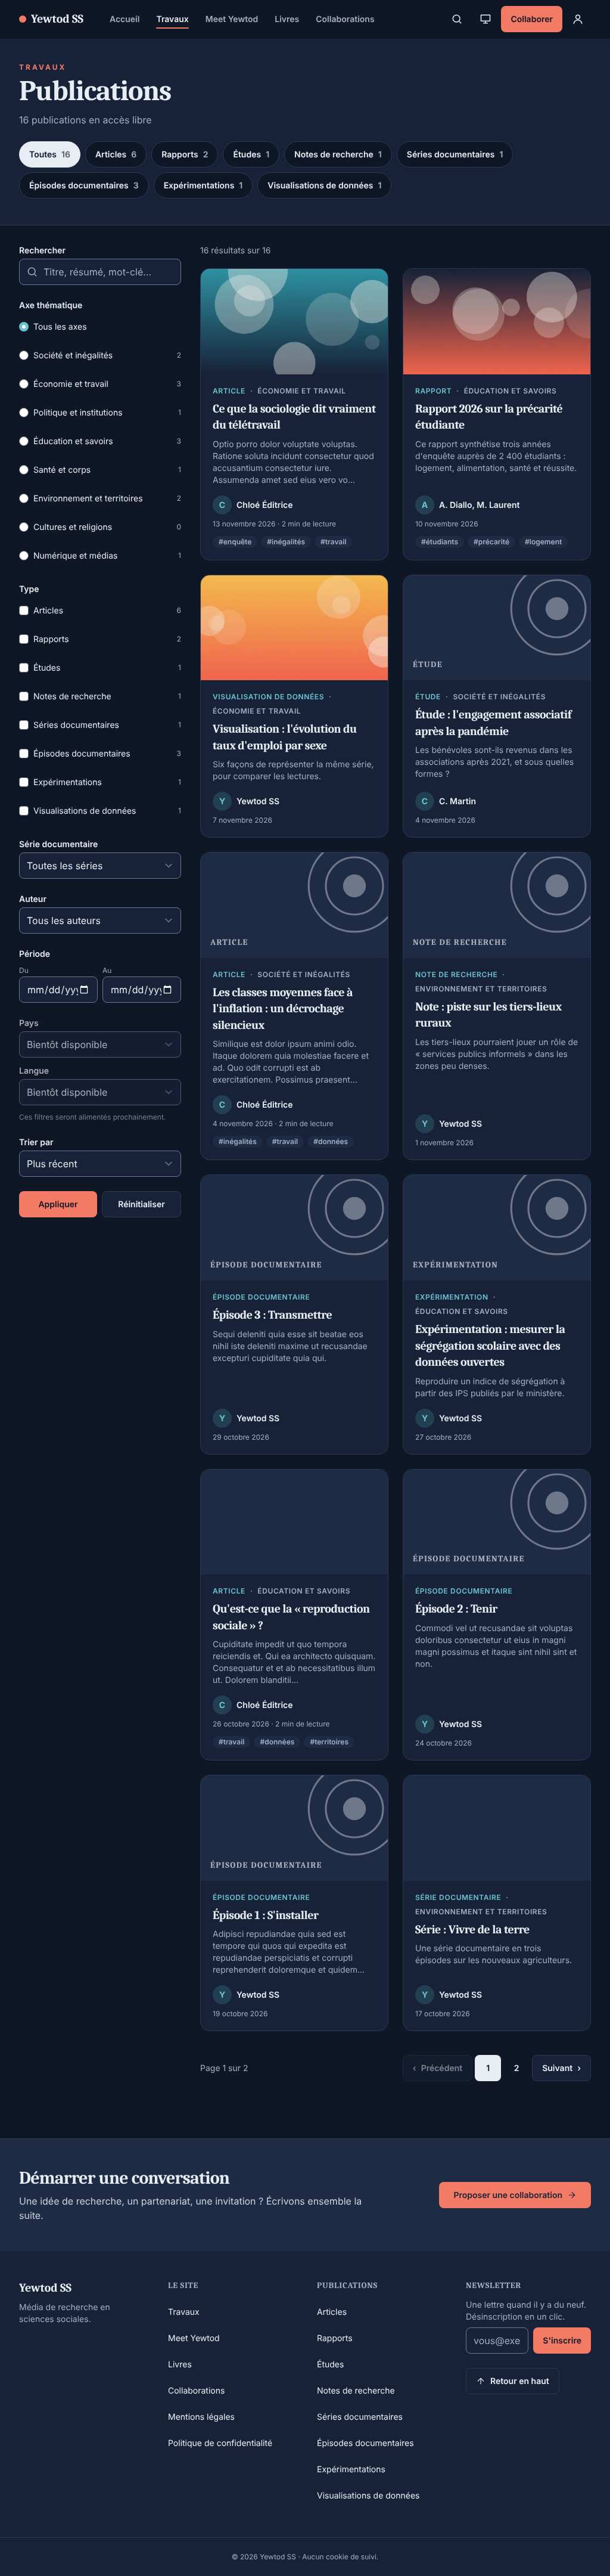 Yewtod SS
Accueil
Travaux
Meet Yewtod
Livres
Collaborations
Collaborer
TRAVAUX
Publications
16 publications en accès libre
Toutes 16
Articles 6
Rapports 2
Études 1
Notes de recherche 1
Séries documentaires 1
Épisodes documentaires 3
Expérimentations 1
Visualisations de données 1
Rechercher
Titre, résumé, mot-clé…
Axe thématique
Tous les axes
Société et inégalités 2
Économie et travail 3
Politique et institutions 1
Éducation et savoirs 3
Santé et corps 1
Environnement et territoires 2
Cultures et religions 0
Numérique et médias 1
Type
Articles 6
Rapports 2
Études 1
Notes de recherche 1
Séries documentaires 1
Épisodes documentaires 3
Expérimentations 1
Visualisations de données 1
Série documentaire
Toutes les séries
Auteur
Tous les auteurs
Période
Du
Au
mm/dd/yyy
mm/dd/yyy
Pays
Bientôt disponible
Langue
Bientôt disponible
Ces filtres seront alimentés prochainement.
Trier par
Plus récent
Appliquer
Réinitialiser
16 résultats sur 16
ARTICLE · ÉCONOMIE ET TRAVAIL
Ce que la sociologie dit vraiment
du télétravail
Optio porro dolor voluptate voluptas.
Ratione soluta incidunt consectetur quod
accusantium consectetur iure.
Assumenda amet sed eius vero vo…
C Chloé Éditrice
13 novembre 2026 · 2 min de lecture
#enquête #inégalités #travail
RAPPORT · ÉDUCATION ET SAVOIRS
Rapport 2026 sur la précarité
étudiante
Ce rapport synthétise trois années
d'enquête auprès de 2 400 étudiants :
logement, alimentation, santé et réussite.
A A. Diallo, M. Laurent
10 novembre 2026
#étudiants #précarité #logement
VISUALISATION DE DONNÉES ·
ÉCONOMIE ET TRAVAIL
Visualisation : l'évolution du
taux d'emploi par sexe
Six façons de représenter la même série,
pour comparer les lectures.
Y Yewtod SS
7 novembre 2026
ÉTUDE
ÉTUDE · SOCIÉTÉ ET INÉGALITÉS
Étude : l'engagement associatif
après la pandémie
Les bénévoles sont-ils revenus dans les
associations après 2021, et sous quelles
formes ?
C C. Martin
4 novembre 2026
ARTICLE
ARTICLE · SOCIÉTÉ ET INÉGALITÉS
Les classes moyennes face à
l'inflation : un décrochage
silencieux
Similique est dolor ipsum animi odio.
Itaque dolorem quia molestiae facere et
ad. Quo odit corrupti est ab
exercitationem. Possimus praesent…
C Chloé Éditrice
4 novembre 2026 · 2 min de lecture
#inégalités #travail #données
NOTE DE RECHERCHE
NOTE DE RECHERCHE ·
ENVIRONNEMENT ET TERRITOIRES
Note : piste sur les tiers-lieux
ruraux
Les tiers-lieux pourraient jouer un rôle de
« services publics informels » dans les
zones peu denses.
Y Yewtod SS
1 novembre 2026
ÉPISODE DOCUMENTAIRE
ÉPISODE DOCUMENTAIRE
Épisode 3 : Transmettre
Sequi deleniti quia esse sit beatae eos
nihil iste deleniti maxime ut recusandae
excepturi cupiditate quia qui.
Y Yewtod SS
29 octobre 2026
EXPÉRIMENTATION
EXPÉRIMENTATION ·
ÉDUCATION ET SAVOIRS
Expérimentation : mesurer la
ségrégation scolaire avec des
données ouvertes
Reproduire un indice de ségrégation à
partir des IPS publiés par le ministère.
Y Yewtod SS
27 octobre 2026
ARTICLE · ÉDUCATION ET SAVOIRS
Qu'est-ce que la « reproduction
sociale » ?
Cupiditate impedit ut quo tempora
reiciendis et. Qui ea architecto quisquam.
Consequatur et et ab necessitatibus illum
ut. Dolorem blanditii…
C Chloé Éditrice
26 octobre 2026 · 2 min de lecture
#travail #données #territoires
ÉPISODE DOCUMENTAIRE
ÉPISODE DOCUMENTAIRE
Épisode 2 : Tenir
Commodi vel ut recusandae sit voluptas
doloribus consectetur ut eius in magni
magni possimus et itaque sint nihil sint et
non.
Y Yewtod SS
24 octobre 2026
ÉPISODE DOCUMENTAIRE
ÉPISODE DOCUMENTAIRE
Épisode 1 : S'installer
Adipisci repudiandae quia sed est
tempore qui quos qui expedita est
repudiandae perspiciatis et corrupti
reprehenderit doloremque et quidem…
Y Yewtod SS
19 octobre 2026
SÉRIE DOCUMENTAIRE ·
ENVIRONNEMENT ET TERRITOIRES
Série : Vivre de la terre
Une série documentaire en trois
épisodes sur les nouveaux agriculteurs.
Y Yewtod SS
17 octobre 2026
Page 1 sur 2
‹ Précédent
1
2
Suivant ›
Démarrer une conversation
Une idée de recherche, un partenariat, une invitation ? Écrivons ensemble la
suite.
Proposer une collaboration →
Yewtod SS
Média de recherche en
sciences sociales.
LE SITE
Travaux
Meet Yewtod
Livres
Collaborations
Mentions légales
Politique de confidentialité
PUBLICATIONS
Articles
Rapports
Études
Notes de recherche
Séries documentaires
Épisodes documentaires
Expérimentations
Visualisations de données
NEWSLETTER
Une lettre quand il y a du neuf.
Désinscription en un clic.
vous@exe
S'inscrire
↑ Retour en haut
© 2026 Yewtod SS · Aucun cookie de suivi.